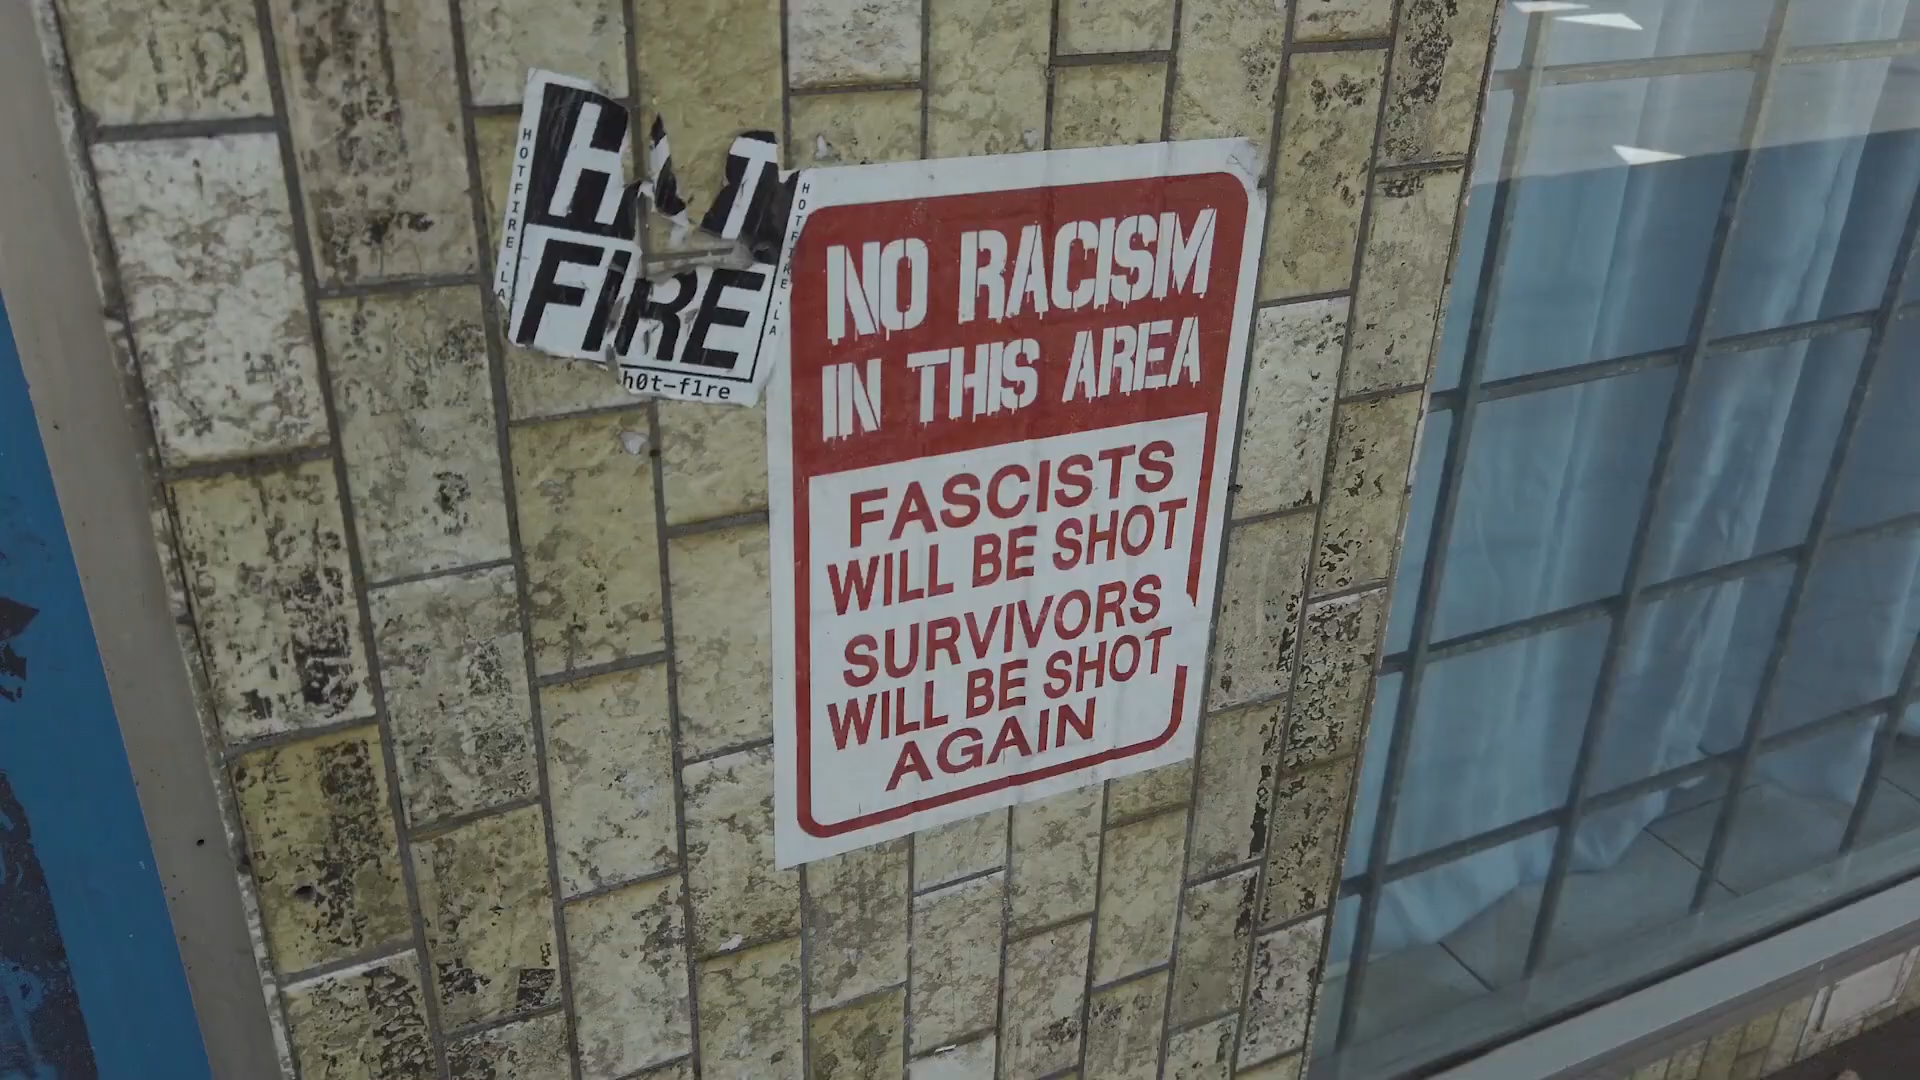 HOT
FIRE
HOTFIRE.LA
HOTFIRE.LA
h0t-f1re
NO RACISM
IN THIS AREA
FASCISTS
WILL BE SHOT
SURVIVORS
WILL BE SHOT
AGAIN